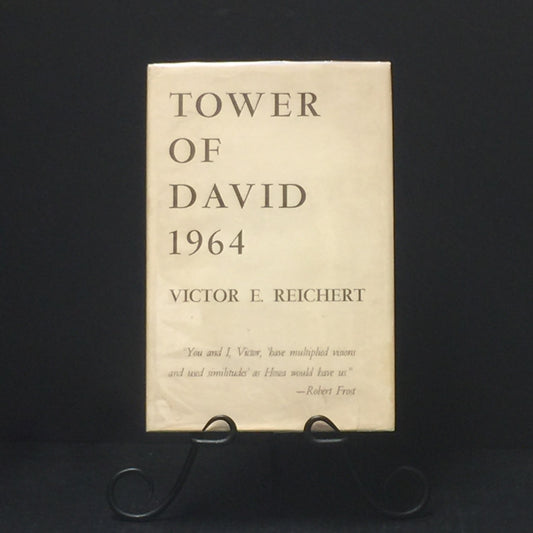 TOWER
OF
DAVID
1964
VICTOR E. REICHERT
"You and I, Victor, 'have multiplied visions
and used similitudes' as Hosea would have us"
—Robert Frost